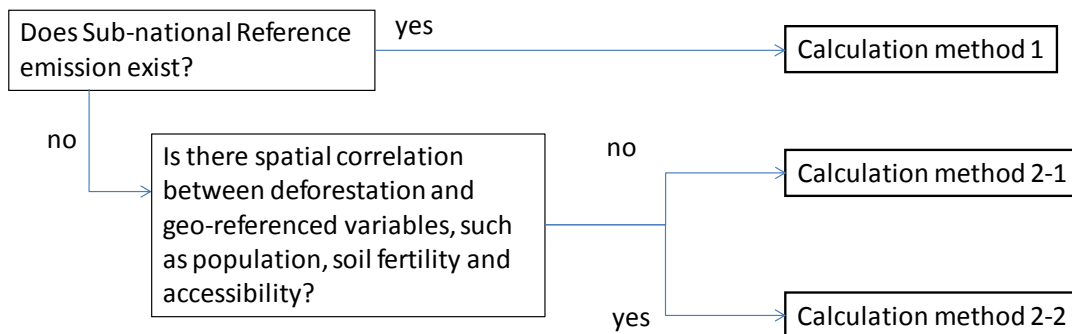 Does Sub-national Reference
emission exist?
yes
Calculation method 1
no
Is there spatial correlation
between deforestation and
geo-referenced variables, such
as population, soil fertility and
accessibility?
no
Calculation method 2-1
yes
Calculation method 2-2